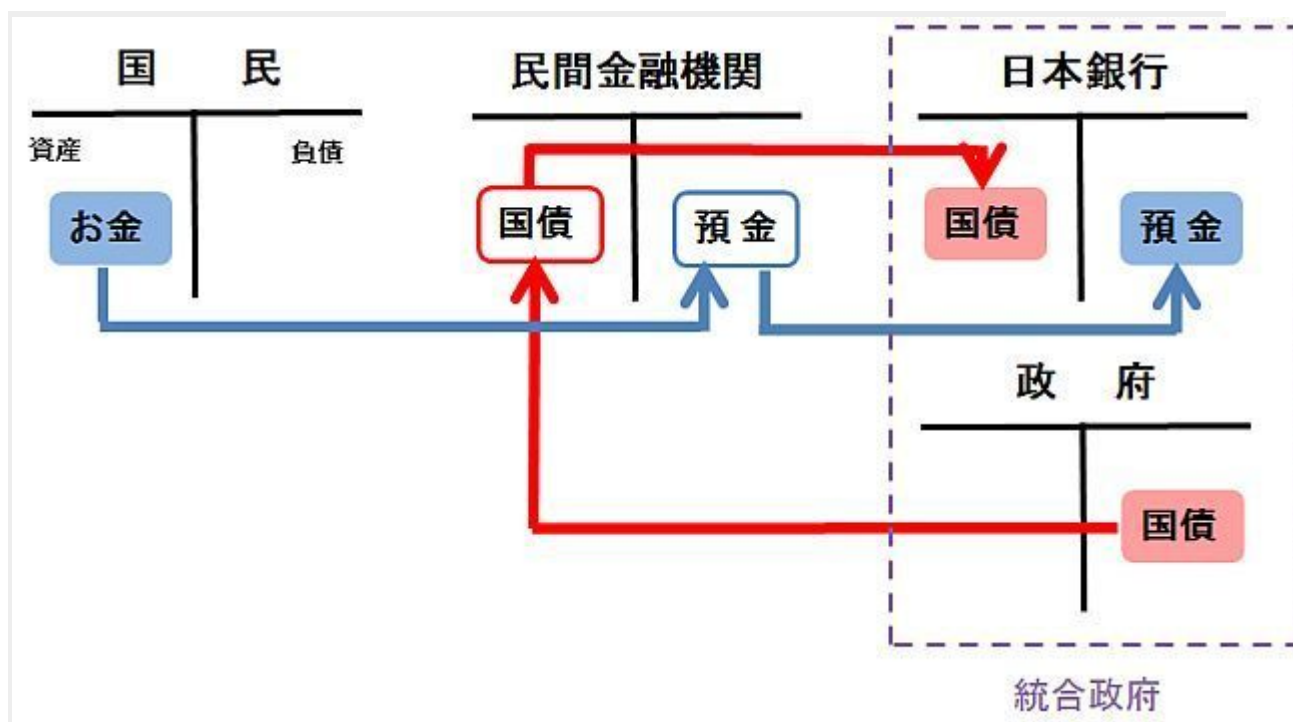 国 民
民間金融機関
日本銀行
資産
負債
お金
国債
預金
国債
預金
政 府
国債
統合政府